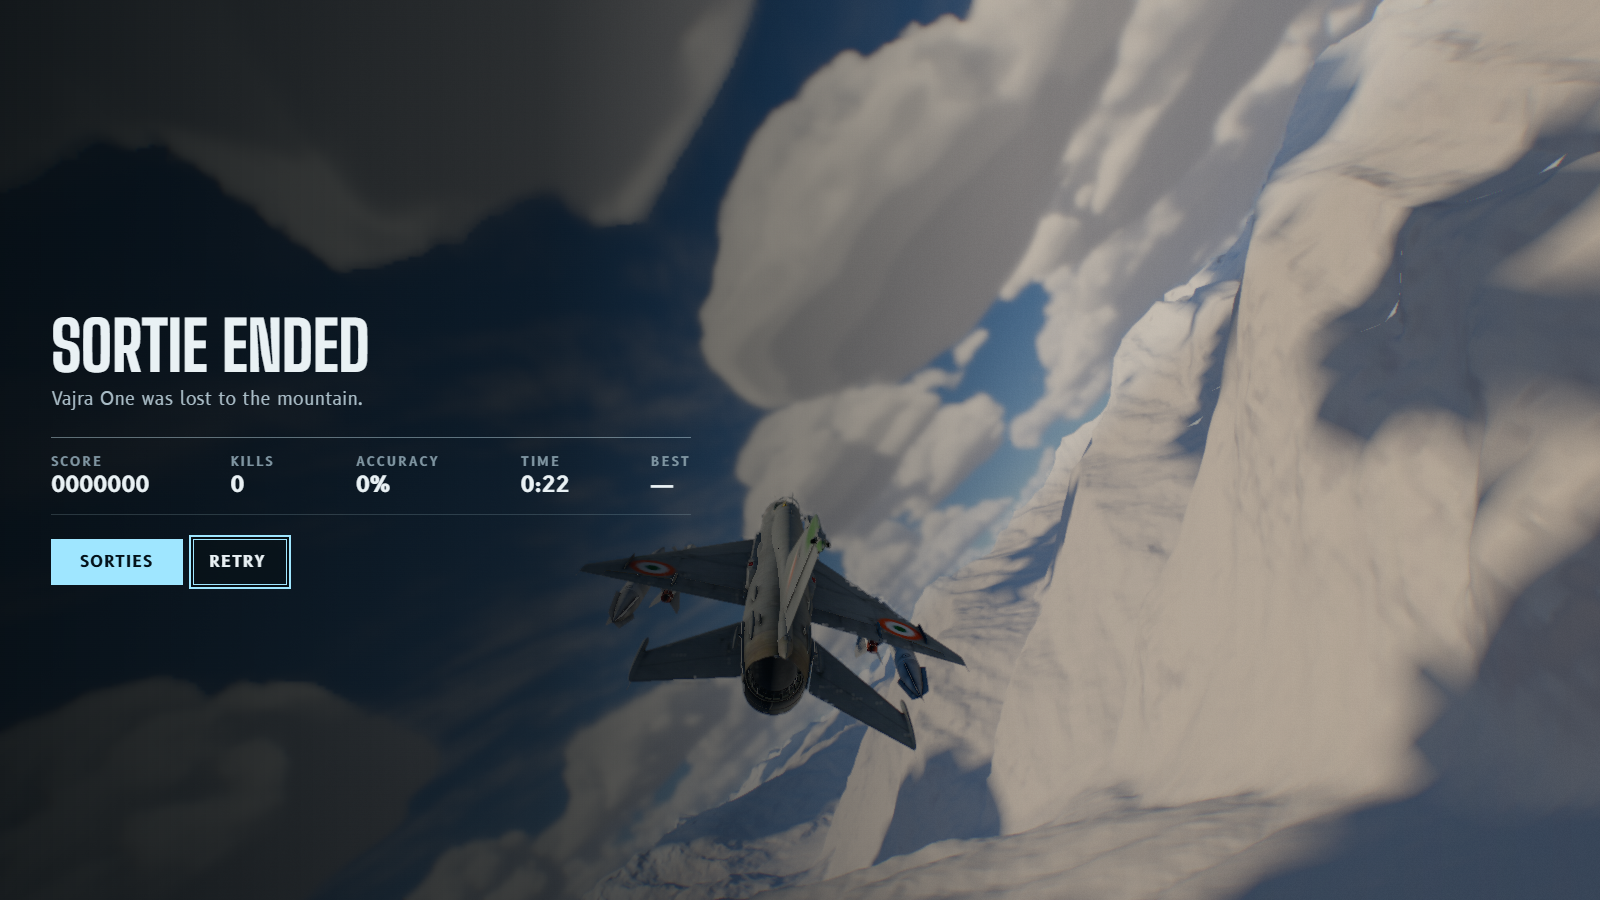 SORTIE ENDED
Vajra One was lost to the mountain.
SCORE KILLS ACCURACY TIME BEST
0000000 0 0% 0:22 —
SORTIES RETRY